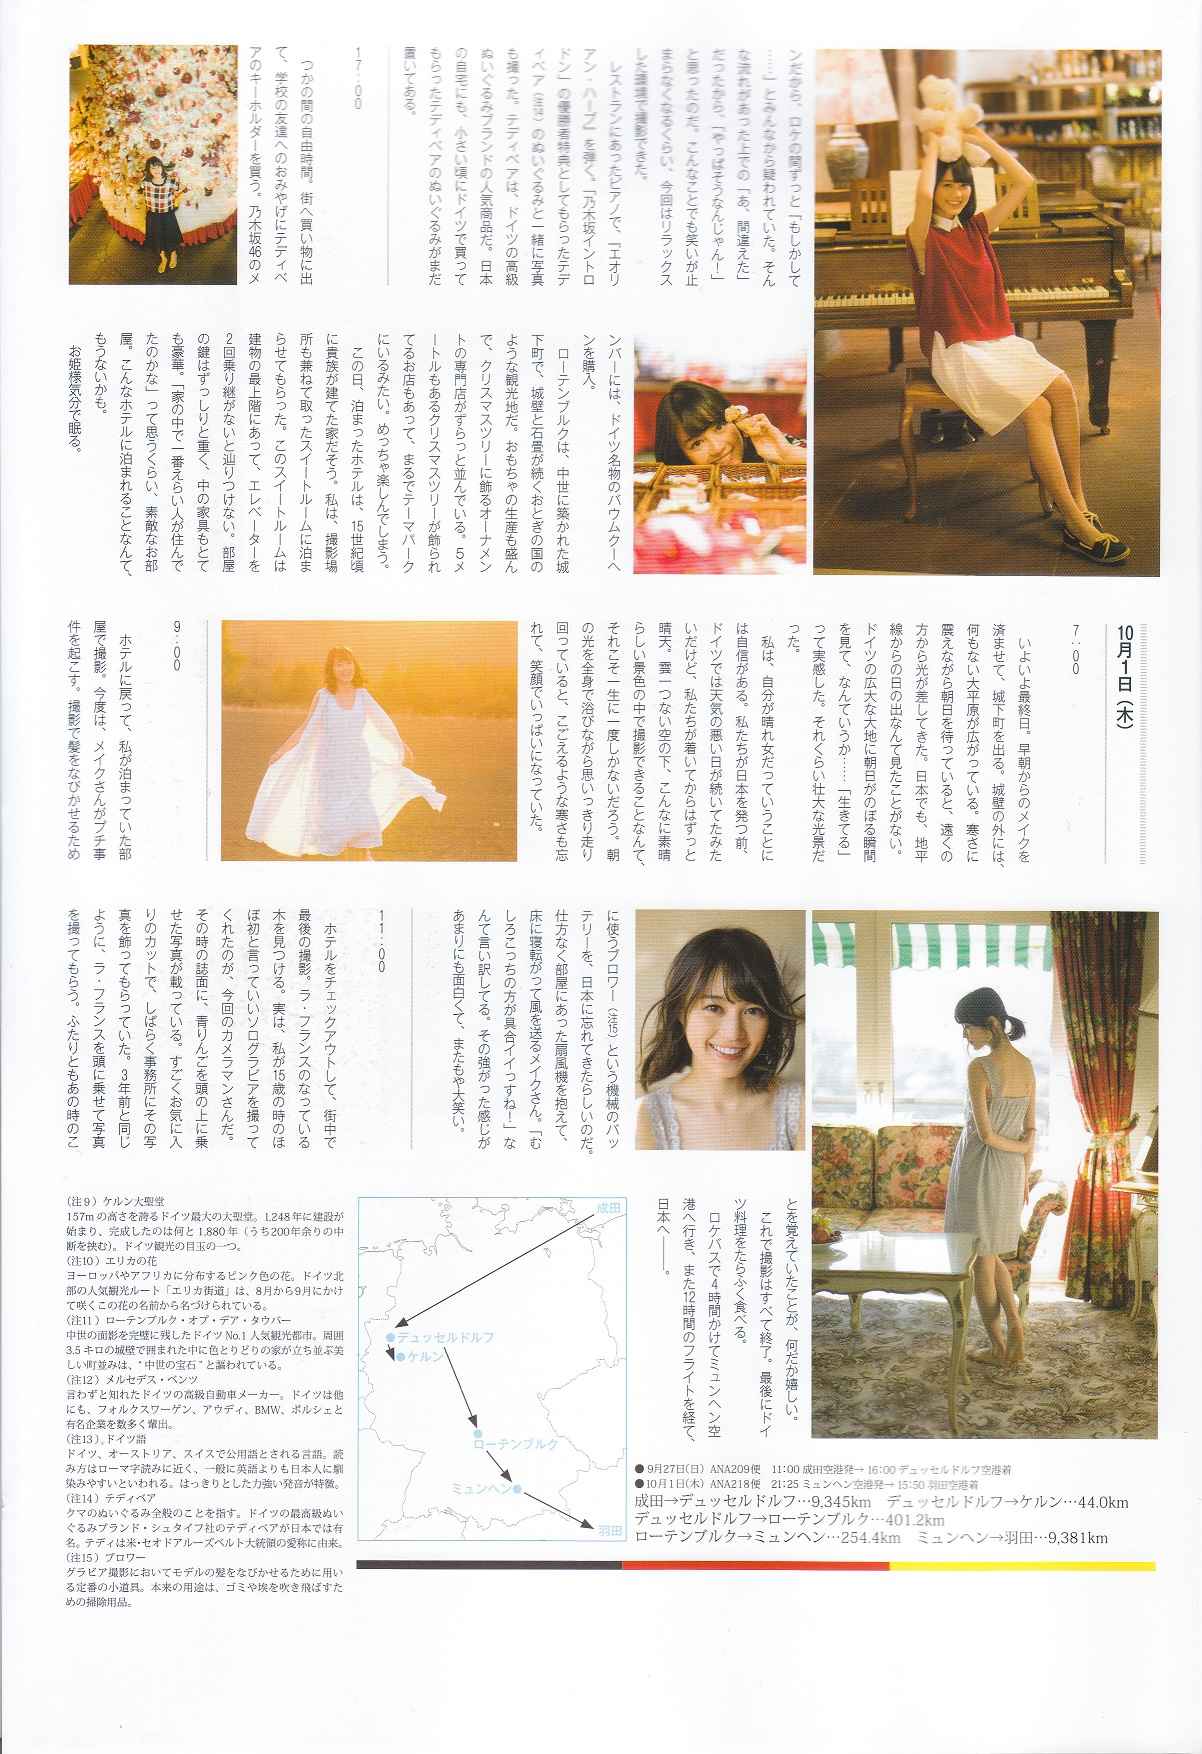 ンだから、ロケの間ずっと「もしかして
……」とみんなから疑われていた。そん
な流れがあった上での「あ、間違えた」
だったから、「やっぱそうなんじゃん！」
と思ったのだ。こんなことでも笑いが止
まらなくなるくらい、今回はリラックス
した環境で撮影できた。
レストランにあったピアノで、「エオリ
アン・ハープ」を弾く。「乃木坂イントロ
ドン」の優勝者特典としてもらったテデ
ィベア（注14）のぬいぐるみと一緒に写真
も撮った。テディベアは、ドイツの高級
ぬいぐるみブランドの人気商品だ。日本
の自宅にも、小さい頃にドイツで買って
もらったテディベアのぬいぐるみがまだ
置いてある。
17：00
つかの間の自由時間。街へ買い物に出
て、学校の友達へのおみやげにテディベ
アのキーホルダーを買う。乃木坂46のメ
ンバーには、ドイツ名物のバウムクーヘ
ンを購入。
ローテンブルクは、中世に築かれた城
下町で、城壁と石畳が続くおとぎの国の
ような観光地だ。おもちゃの生産も盛ん
で、クリスマスツリーに飾るオーナメン
トの専門店がずらっと並んでいる。5メ
ートルもあるクリスマスツリーが飾られ
てるお店もあって、まるでテーマパーク
にいるみたい。めっちゃ楽しんでしまう。
この日、泊まったホテルは、15世紀頃
に貴族が建てた家だそう。私は、撮影場
所も兼ねて取ったスイートルームに泊ま
らせてもらった。このスイートルームは
建物の最上階にあって、エレベーターを
2回乗り継がないと辿りつけない。部屋
の鍵はずっしりと重く、中の家具もとて
も豪華。「家の中で一番えらい人が住んで
たのかな」って思うくらい、素敵なお部
屋。こんなホテルに泊まれることなんて、
もうないかも。
お姫様気分で眠る。
10月1日（木）
7：00
いよいよ最終日。早朝からのメイクを
済ませて、城下町を出る。城壁の外には、
何もない大平原が広がっている。寒さに
震えながら朝日を待っていると、遠くの
方から光が差してきた。日本でも、地平
線からの日の出なんて見たことがない。
ドイツの広大な大地に朝日がのぼる瞬間
を見て、なんていうか……「生きてる」
って実感した。それくらい壮大な光景だ
った。
私は、自分が晴れ女だっていうことに
は自信がある。私たちが日本を発つ前、
ドイツでは天気の悪い日が続いてたみた
いだけど、私たちが着いてからはずっと
晴天。雲一つない空の下、こんなに素晴
らしい景色の中で撮影できることなんて、
それこそ一生に一度しかないだろう。朝
の光を全身で浴びながら思いっきり走り
回っていると、こごえるような寒さも忘
れて、笑顔でいっぱいになっていた。
9：00
ホテルに戻って、私が泊まっていた部
屋で撮影。今度は、メイクさんがプチ事
件を起こす。撮影で髪をなびかせるため
に使うブロワー（注15）という機械のバッ
テリーを、日本に忘れてきたらしいのだ。
仕方なく部屋にあった扇風機を抱えて、
床に寝転がって風を送るメイクさん。「む
しろこっちの方が具合イイっすね！」な
んて言い訳してる。その強がった感じが
あまりにも面白くて、またもや大笑い。
11：00
ホテルをチェックアウトして、街中で
最後の撮影。ラ・フランスのなっている
木を見つける。実は、私が15歳の時のほ
ぼ初と言っていいソログラビアを撮って
くれたのが、今回のカメラマンさんだ。
その時の誌面に、青りんごを頭の上に乗
せた写真が載っている。すごくお気に入
りのカットで、しばらく事務所にその写
真を飾ってもらっていた。3年前と同じ
ように、ラ・フランスを頭に乗せて写真
を撮ってもらう。ふたりともあの時のこ
とを覚えていたことが、何だか嬉しい。
これで撮影はすべて終了。最後にドイ
ツ料理をたらふく食べる。
ロケバスで4時間かけてミュンヘン空
港へ行き、また12時間のフライトを経て、
日本へ――。
（注9）ケルン大聖堂
157mの高さを誇るドイツ最大の大聖堂。1,248年に建設が
始まり、完成したのは何と1,880年（うち200年余りの中
断を挟む）。ドイツ観光の目玉の一つ。
（注10）エリカの花
ヨーロッパやアフリカに分布するピンク色の花。ドイツ北
部の人気観光ルート「エリカ街道」は、8月から9月にかけ
て咲くこの花の名前から名づけられている。
（注11）ローテンブルク・オブ・デア・タウバー
中世の面影を完璧に残したドイツNo.1人気観光都市。周囲
3.5キロの城壁で囲まれた中に色とりどりの家が立ち並ぶ美
しい町並みは、“中世の宝石”と謳われている。
（注12）メルセデス・ベンツ
言わずと知れたドイツの高級自動車メーカー。ドイツは他
にも、フォルクスワーゲン、アウディ、BMW、ポルシェと
有名企業を数多く輩出。
（注13）ドイツ語
ドイツ、オーストリア、スイスで公用語とされる言語。読
み方はローマ字読みに近く、一般に英語よりも日本人に馴
染みやすいといわれる。はっきりとした力強い発音が特徴。
（注14）テディベア
クマのぬいぐるみ全般のことを指す。ドイツの最高級ぬい
ぐるみブランド・シュタイフ社のテディベアが日本では有
名。テディは米・セオドアルーズベルト大統領の愛称に由来。
（注15）ブロワー
グラビア撮影においてモデルの髪をなびかせるために用い
る定番の小道具。本来の用途は、ゴミや埃を吹き飛ばすた
めの掃除用品。
成田
●デュッセルドルフ
●ケルン
ローテンブルク
ミュンヘン●
羽田
● 9月27日（日）ANA209便　11:00 成田空港発→ 16:00 デュッセルドルフ空港着
● 10月1日（木）ANA218便　21:25 ミュンヘン空港発→ 15:50 羽田空港着
成田→デュッセルドルフ…9,345km　デュッセルドルフ→ケルン…44.0km
デュッセルドルフ→ローテンブルク…401.2km
ローテンブルク→ミュンヘン…254.4km　ミュンヘン→羽田…9,381km